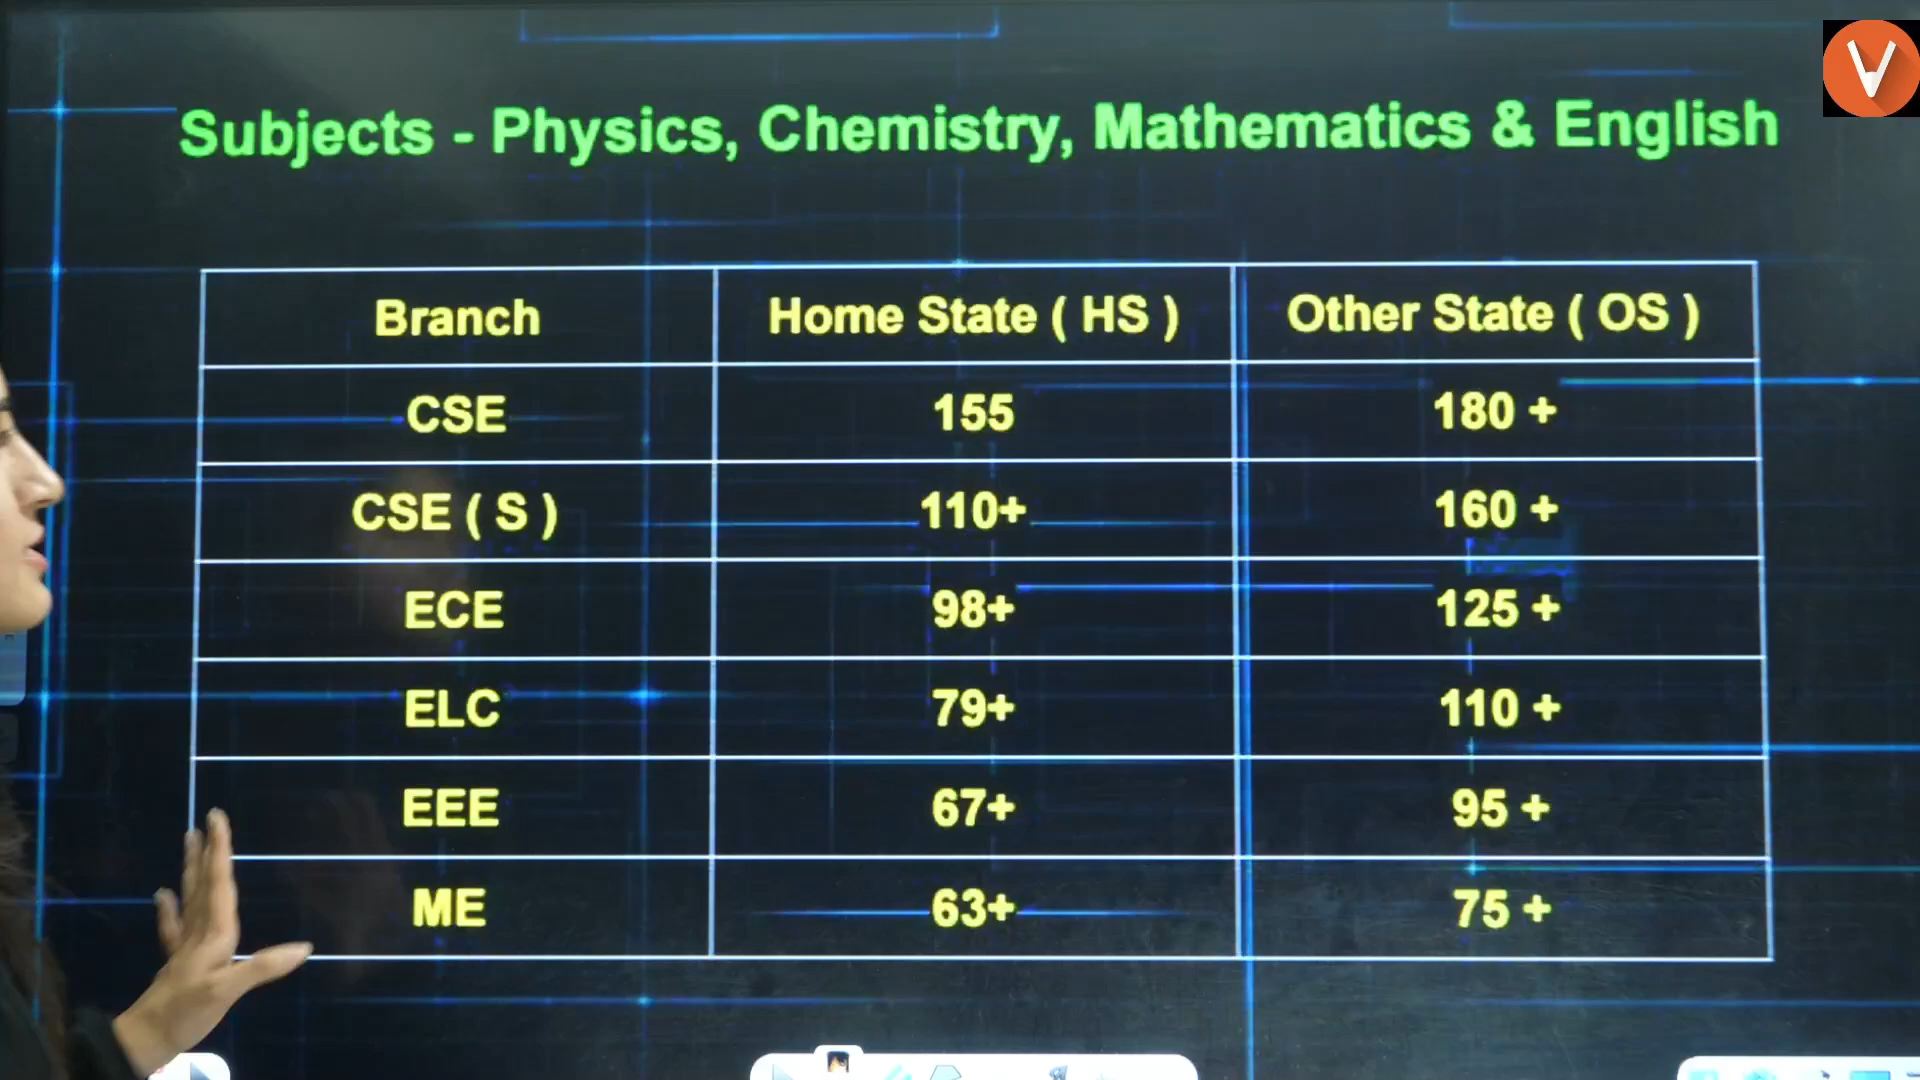 Subjects - Physics, Chemistry, Mathematics & English
Branch Home State ( HS ) Other State ( OS )
CSE 155 180 +
CSE ( S ) 110+ 160 +
ECE 98+ 125 +
ELC 79+ 110 +
EEE 67+ 95 +
ME 63+ 75 +